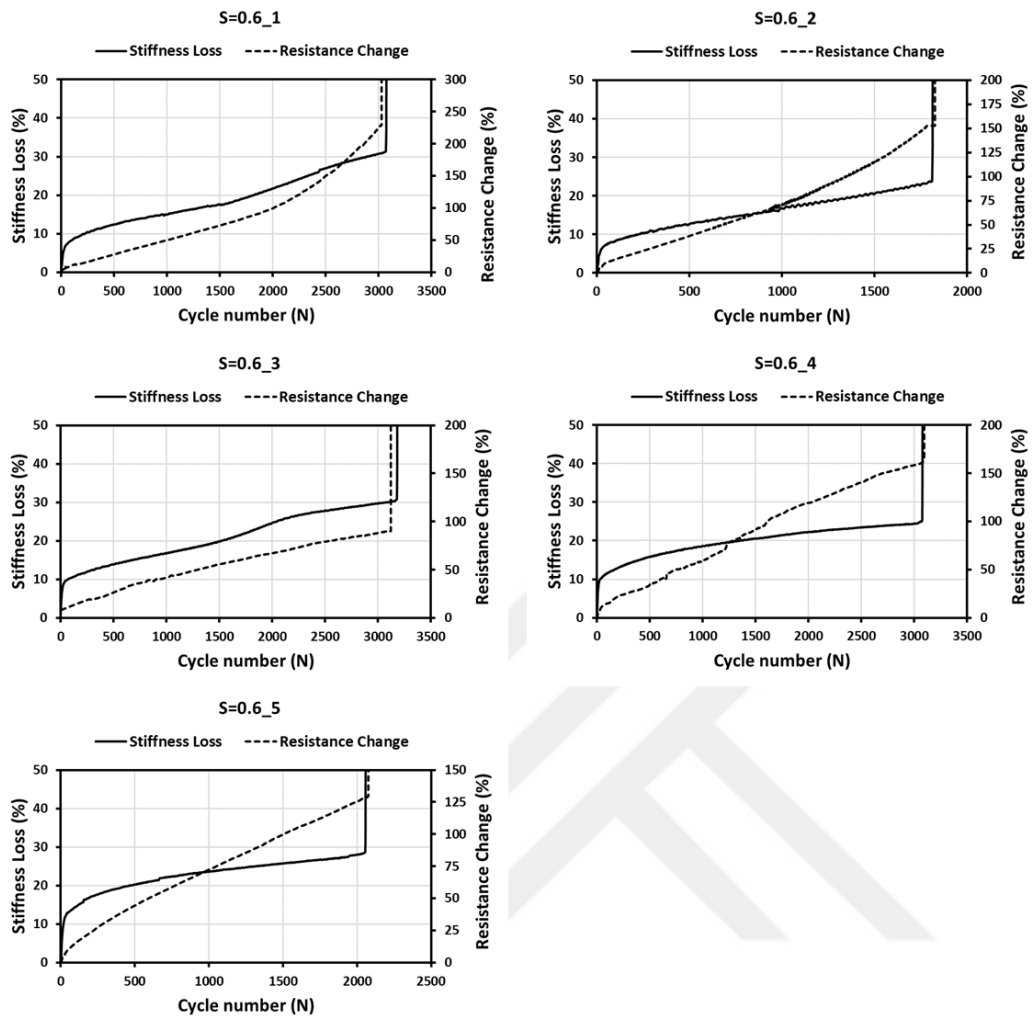 S=0.6_1
Stiffness Loss Resistance Change
Stiffness Loss (%)
50
40
30
20
10
0
300
250
200
150
100
50
0
Resistance Change (%)
0 500 1000 1500 2000 2500 3000 3500
Cycle number (N)
S=0.6_2
Stiffness Loss Resistance Change
Stiffness Loss (%)
50
40
30
20
10
0
200
175
150
125
100
75
50
25
0
Resistance Change (%)
0 500 1000 1500 2000
Cycle number (N)
S=0.6_3
Stiffness Loss Resistance Change
Stiffness Loss (%)
50
40
30
20
10
0
200
150
100
50
0
Resistance Change (%)
0 500 1000 1500 2000 2500 3000 3500
Cycle number (N)
S=0.6_4
Stiffness Loss Resistance Change
Stiffness Loss (%)
50
40
30
20
10
0
200
150
100
50
0
Resistance Change (%)
0 500 1000 1500 2000 2500 3000 3500
Cycle number (N)
S=0.6_5
Stiffness Loss Resistance Change
Stiffness Loss (%)
50
40
30
20
10
0
150
125
100
75
50
25
0
Resistance Change (%)
0 500 1000 1500 2000 2500
Cycle number (N)